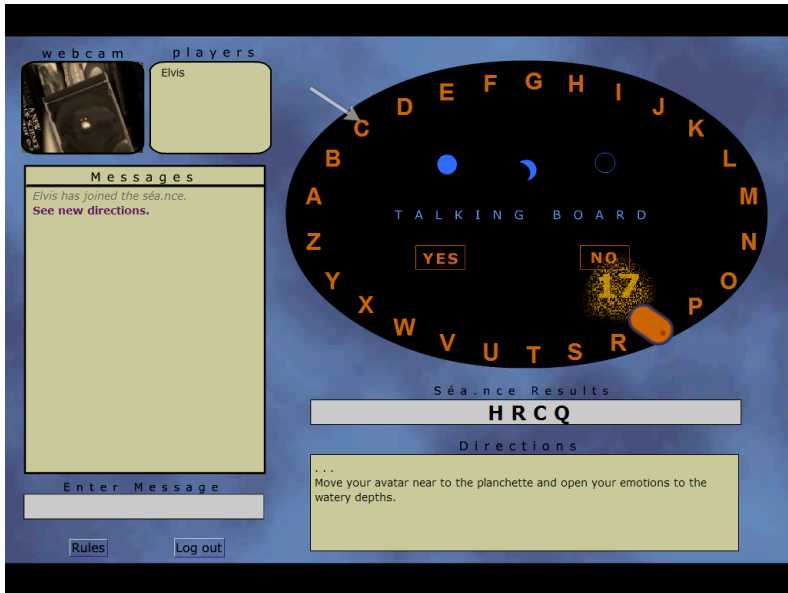 webcam
players
Elvis
Messages
Elvis has joined the séa.nce.
See new directions.
Enter Message
Rules
Log out
A
B
C
D
E
F
G
H
I
J
K
L
M
N
O
P
R
S
T
U
V
W
X
Y
Z
TALKING BOARD
YES
NO
17
Séa.nce Results
HRCQ
Directions
...
Move your avatar near to the planchette and open your emotions to the
watery depths.